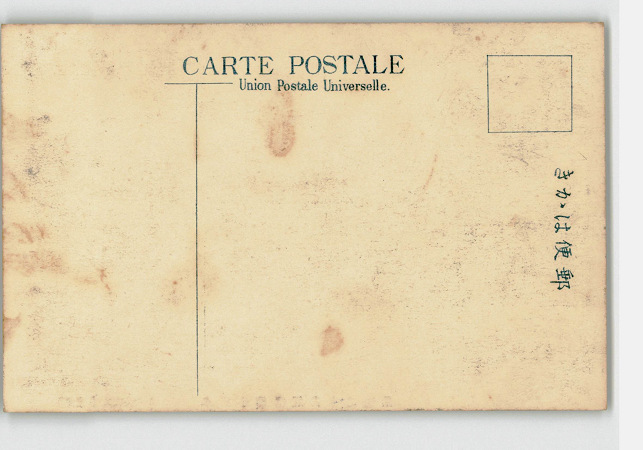 CARTE POSTALE
Union Postale Universelle.
郵便はかき